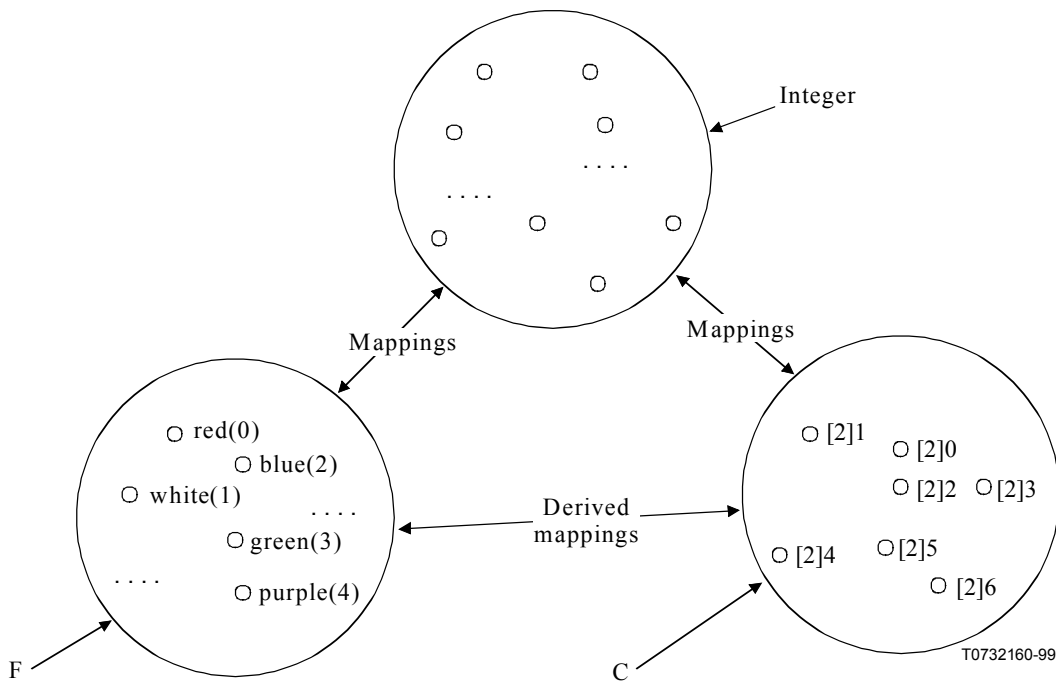 Integer
. . . .
. . . .
Mappings
Mappings
red(0)
blue(2)
white(1)
. . . .
green(3)
. . . .
purple(4)
Derived
mappings
[2]1
[2]0
[2]2
[2]3
[2]4
[2]5
[2]6
F
C
T0732160-99